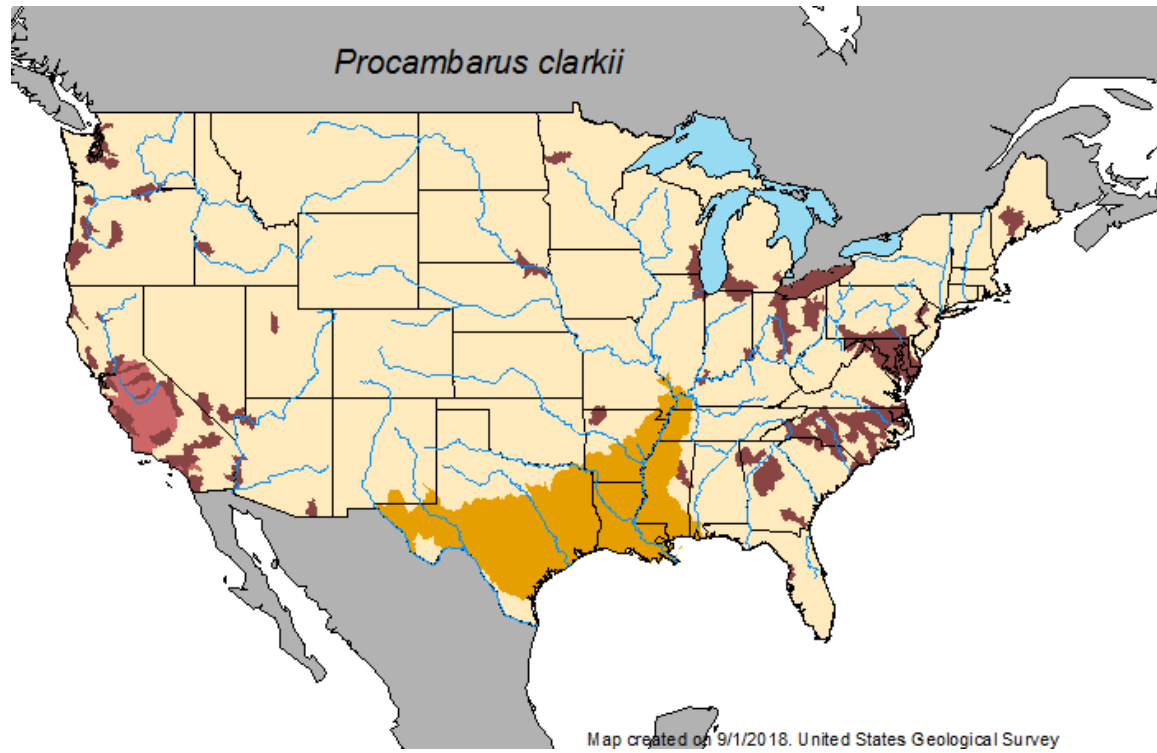 Procambarus clarkii
Map created on 9/1/2018. United States Geological Survey